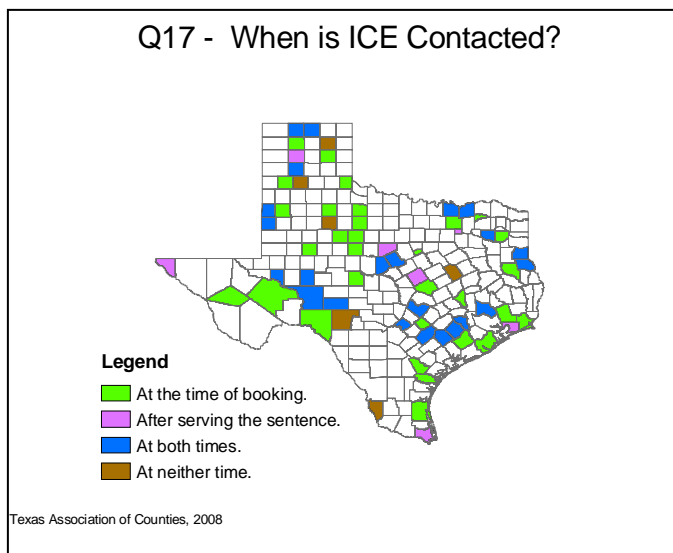 Q17 - When is ICE Contacted?
Legend
At the time of booking.
After serving the sentence.
At both times.
At neither time.
Texas Association of Counties, 2008